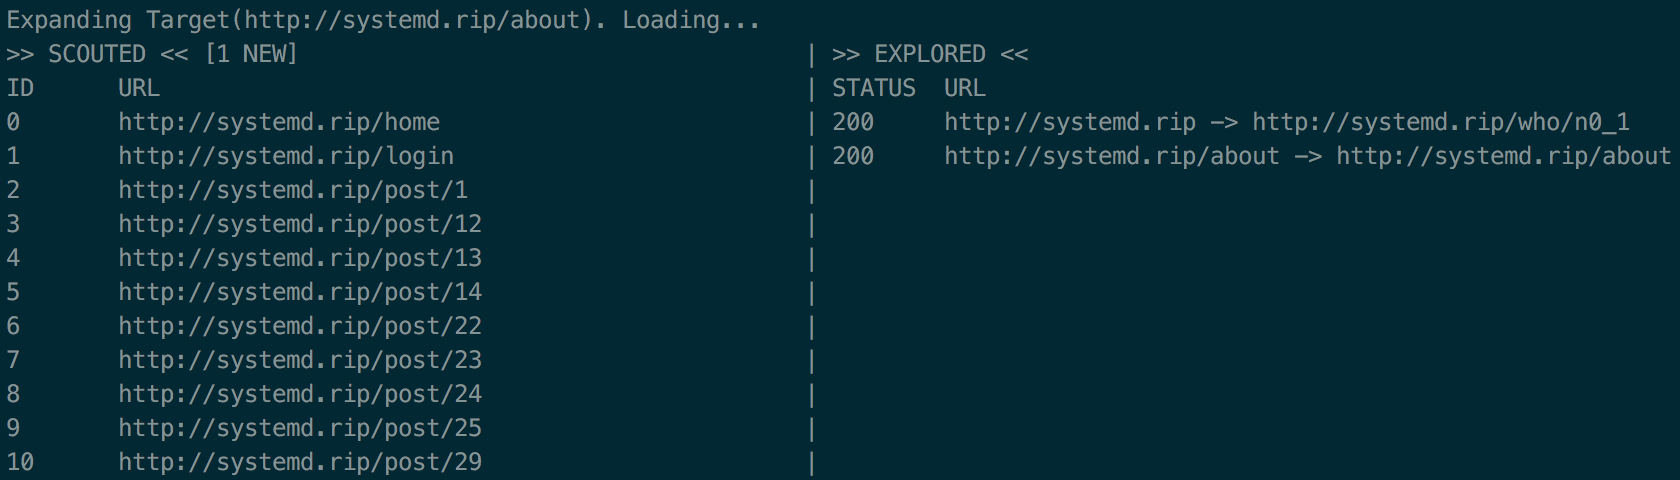 Expanding Target(http://systemd.rip/about). Loading...
>> SCOUTED << [1 NEW] | >> EXPLORED <<
ID URL | STATUS URL
0 http://systemd.rip/home | 200 http://systemd.rip -> http://systemd.rip/who/n0_1
1 http://systemd.rip/login | 200 http://systemd.rip/about -> http://systemd.rip/about
2 http://systemd.rip/post/1 |
3 http://systemd.rip/post/12 |
4 http://systemd.rip/post/13 |
5 http://systemd.rip/post/14 |
6 http://systemd.rip/post/22 |
7 http://systemd.rip/post/23 |
8 http://systemd.rip/post/24 |
9 http://systemd.rip/post/25 |
10 http://systemd.rip/post/29 |